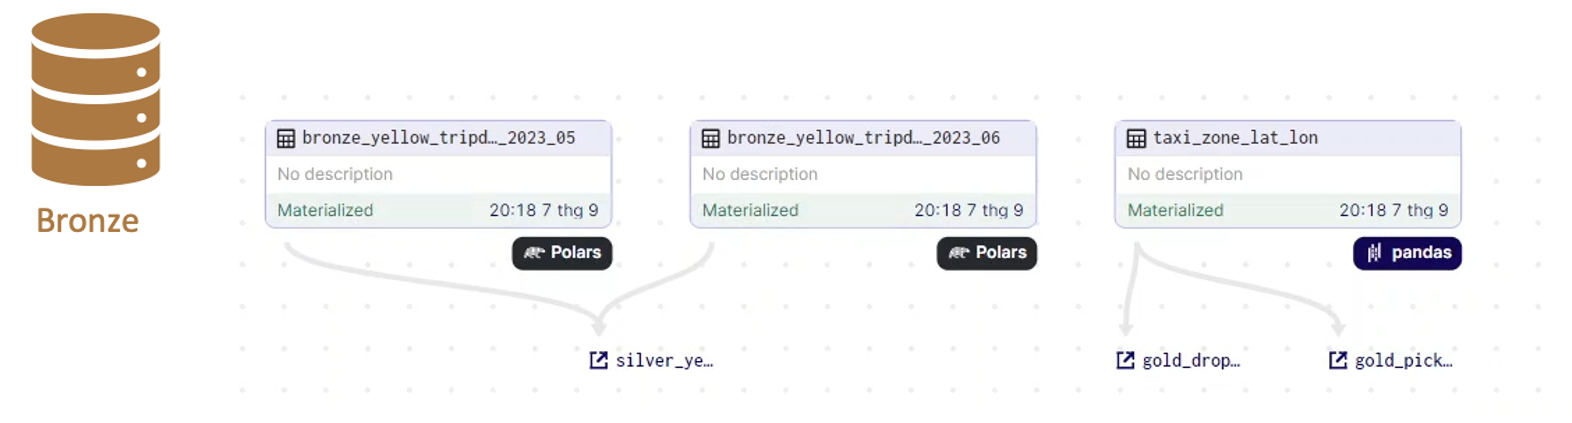 Bronze
bronze_yellow_tripd…_2023_05
No description
Materialized 20:18 7 thg 9
Polars
bronze_yellow_tripd…_2023_06
No description
Materialized 20:18 7 thg 9
Polars
taxi_zone_lat_lon
No description
Materialized 20:18 7 thg 9
pandas
silver_ye…
gold_drop…
gold_pick…